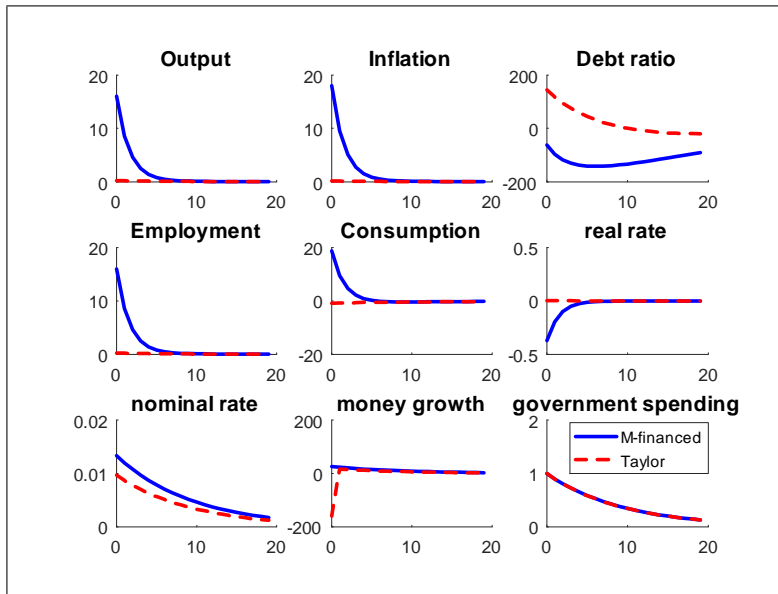 Output
20
10
0
0 10 20
Inflation
20
10
0
0 10 20
Debt ratio
200
0
-200
0 10 20
Employment
20
10
0
0 10 20
Consumption
20
0
-20
0 10 20
real rate
0.5
0
-0.5
0 10 20
nominal rate
0.02
0.01
0
0 10 20
money growth
200
0
-200
0 10 20
government spending
2
1
0
0 10 20
M-financed
Taylor